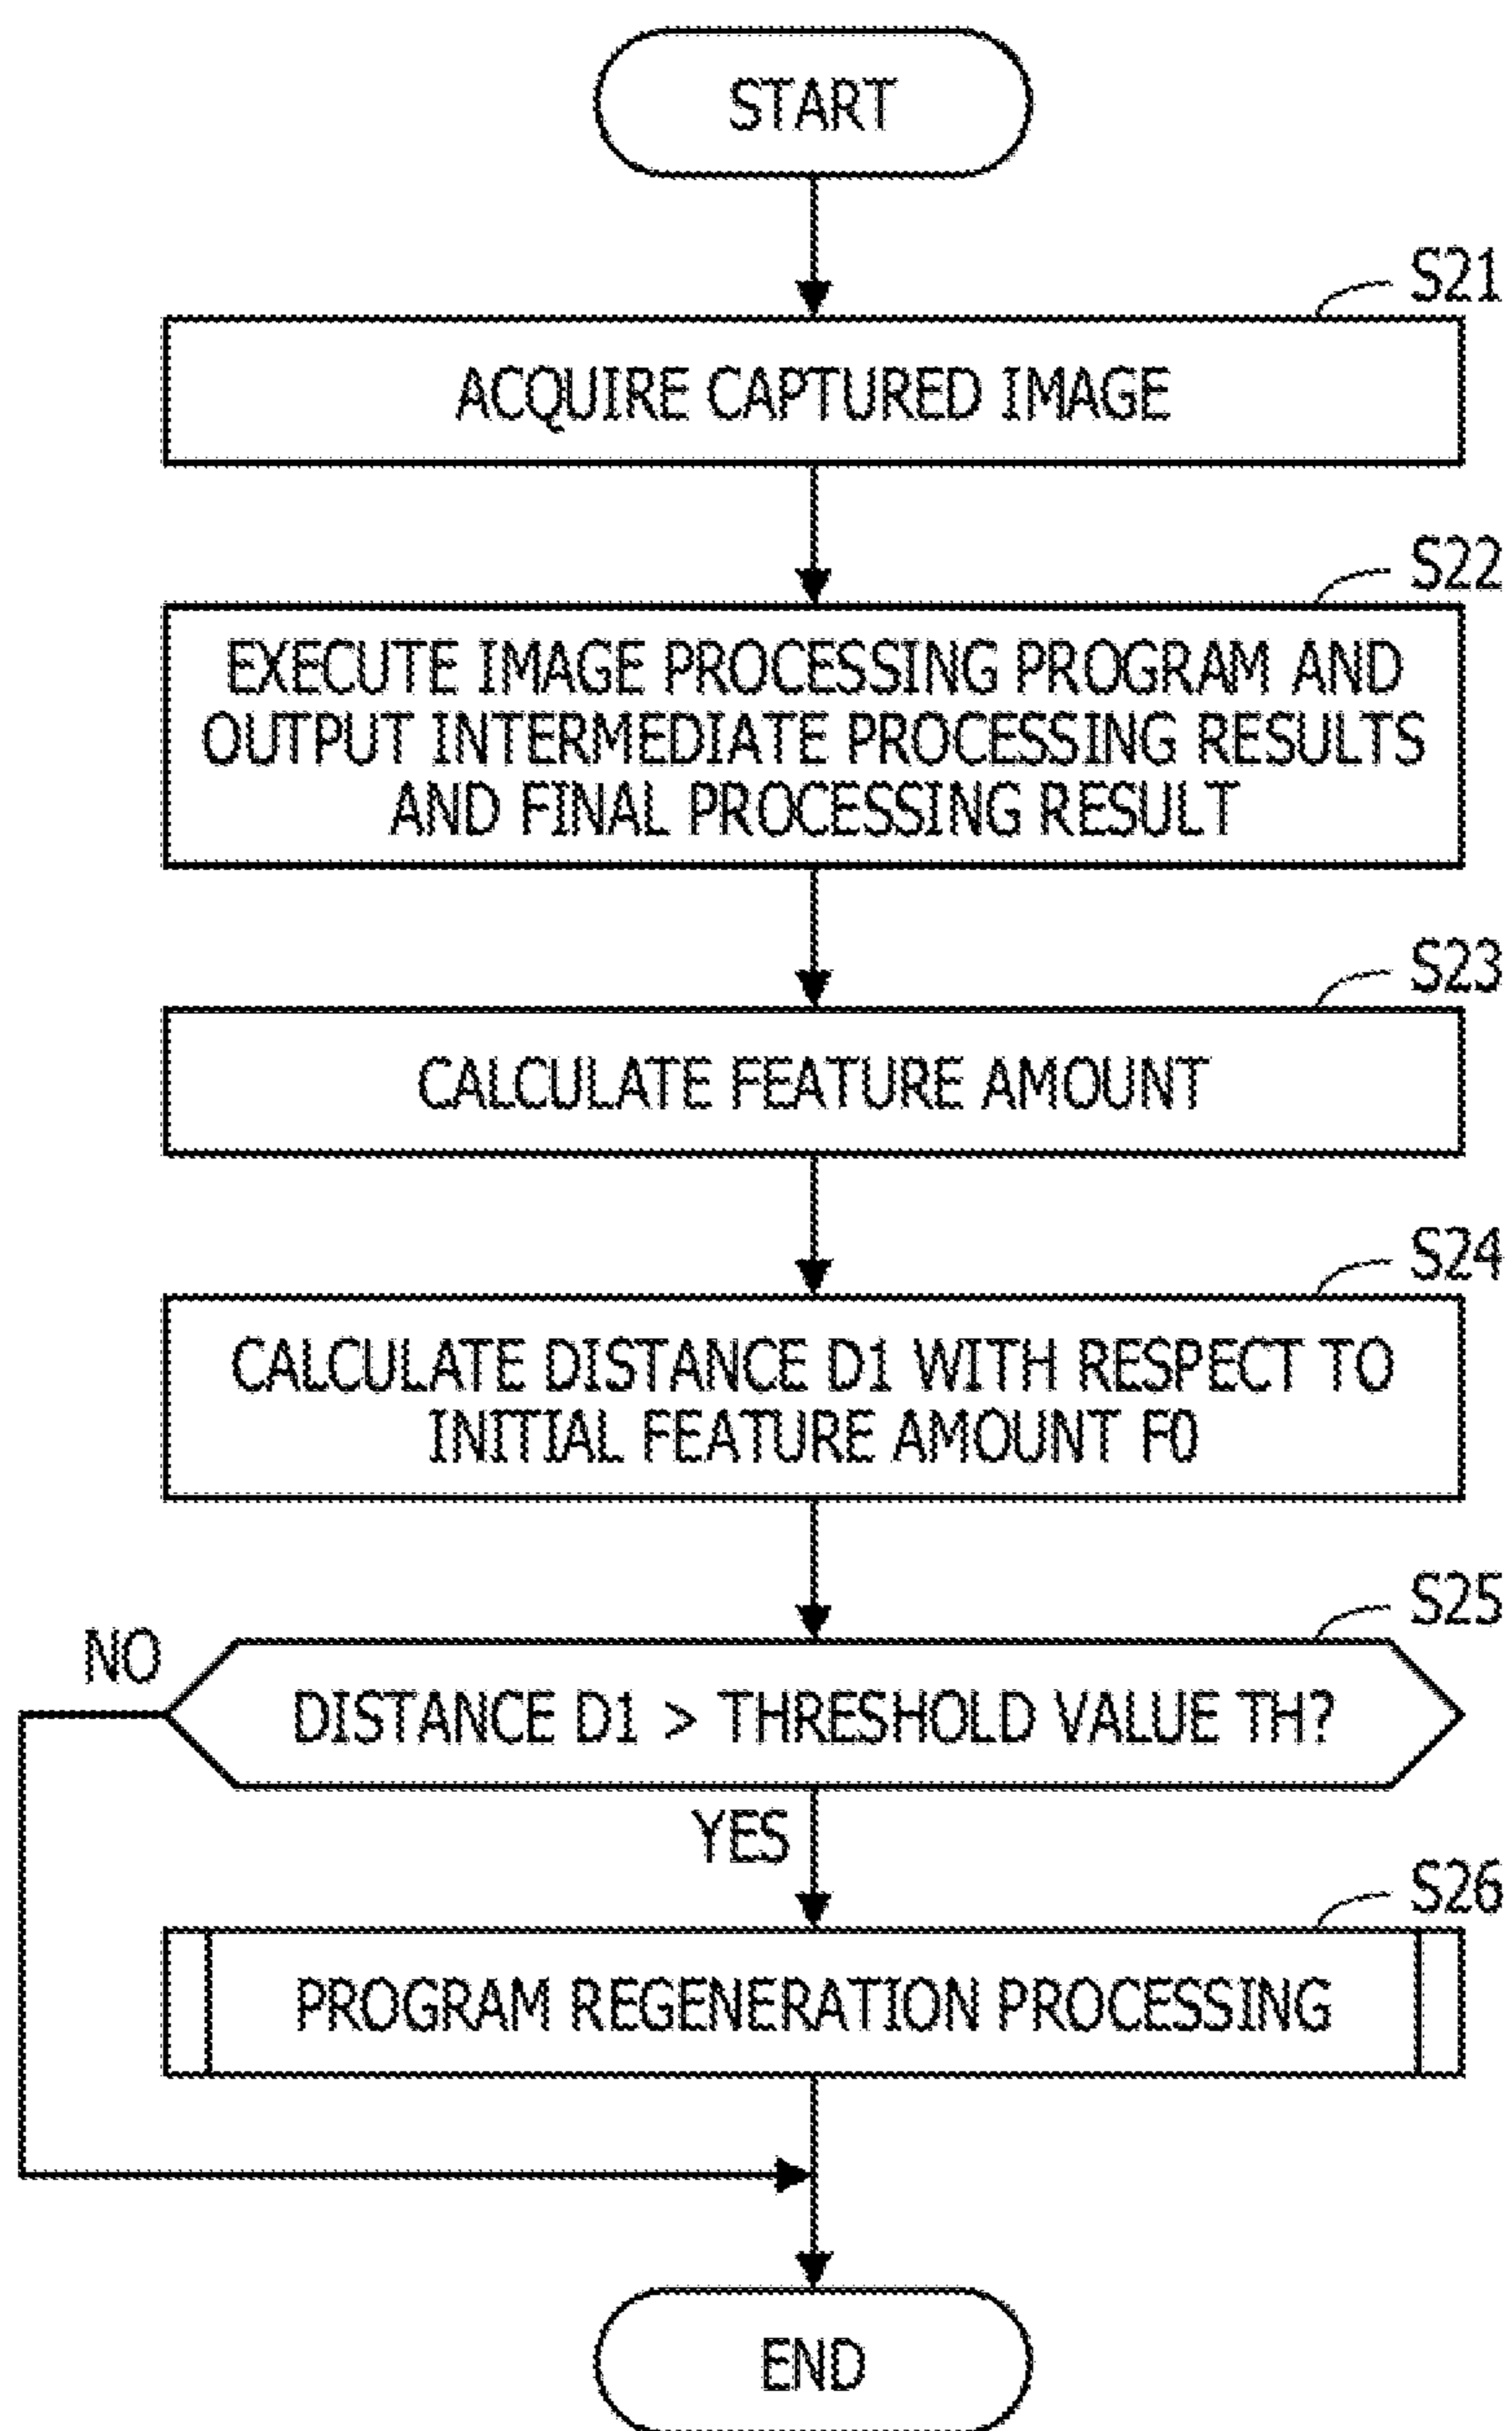 START
S21
ACQUIRE CAPTURED IMAGE
S22
EXECUTE IMAGE PROCESSING PROGRAM AND
OUTPUT INTERMEDIATE PROCESSING RESULTS
AND FINAL PROCESSING RESULT
S23
CALCULATE FEATURE AMOUNT
S24
CALCULATE DISTANCE D1 WITH RESPECT TO
INITIAL FEATURE AMOUNT F0
S25
NO
DISTANCE D1 > THRESHOLD VALUE TH?
YES
S26
PROGRAM REGENERATION PROCESSING
END